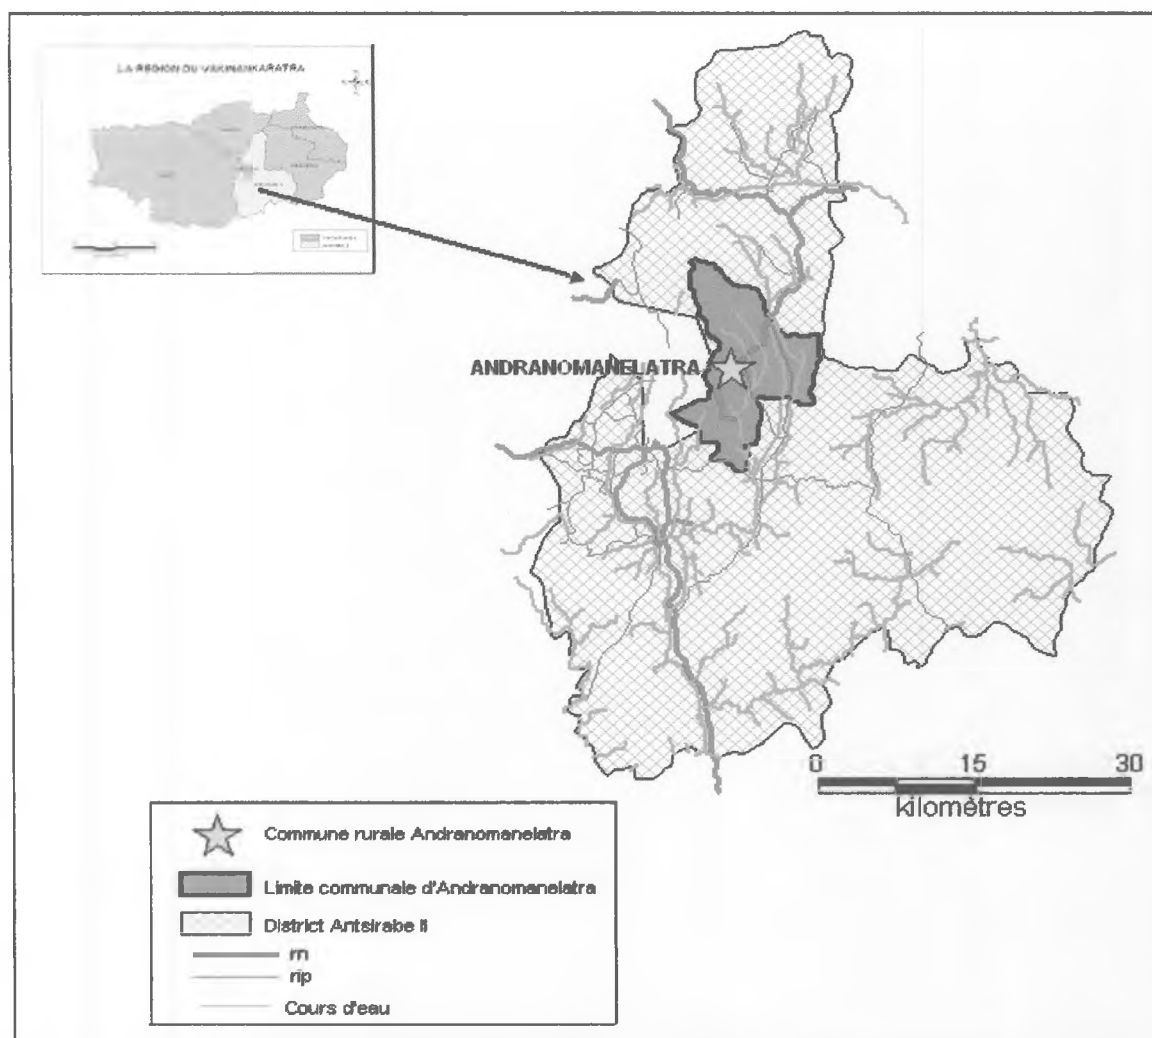 LA REGION DU VAKINANKARATRA
ANDRANOMANELATRA
0 15 30
kilomètres
Commune rurale Andranomanelatra
Limite communale d'Andranomanelatra
District Antsirabe II
rn
rip
Cours d'eau